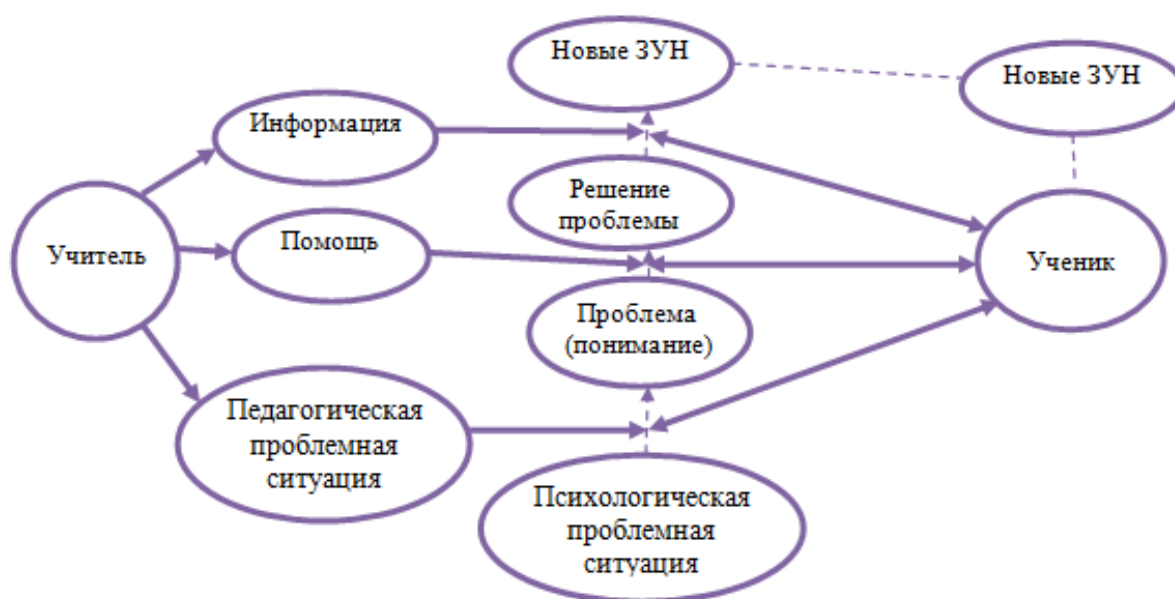 Новые ЗУН
Новые ЗУН
Информация
Решение
проблемы
Учитель
Помощь
Ученик
Проблема
(понимание)
Педагогическая
проблемная
ситуация
Психологическая
проблемная
ситуация